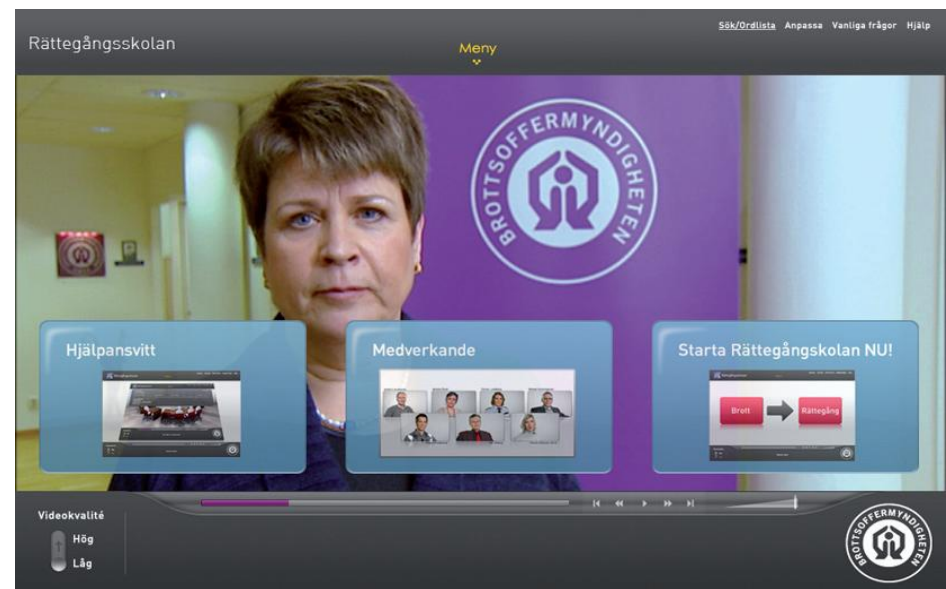 Sök/Ordlista Anpassa Vanliga frågor Hjälp
Rättegångsskolan
Meny
BROTTSOFFERMYNDIGHETEN
Hjälpansvitt
Medverkande
Starta Rättegångskolan NU!
Brott
Rättegång
Videokvalité
Hög
Låg
BROTTSOFFERMYNDIGHETEN